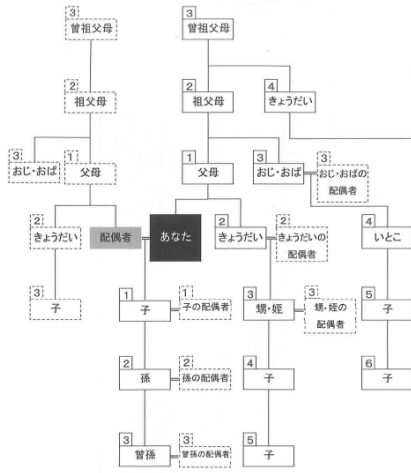 3 3
曾祖父母 曾祖父母
2 2 4
祖父母 祖父母 きょうだい
3 1 1 3 3
おじ・おば 父母 父母 おじ・おば おじ・おばの
配偶者
2 2 2 4
きょうだい 配偶者 あなた きょうだい きょうだいの
配偶者
いとこ
3 1 1 3 3 5
子 子 子の配偶者 甥・姪 甥・姪の
配偶者
子
2 2 4 6
孫 孫の配偶者 子 子
3 3 5
曾孫 曾孫の配偶者 子